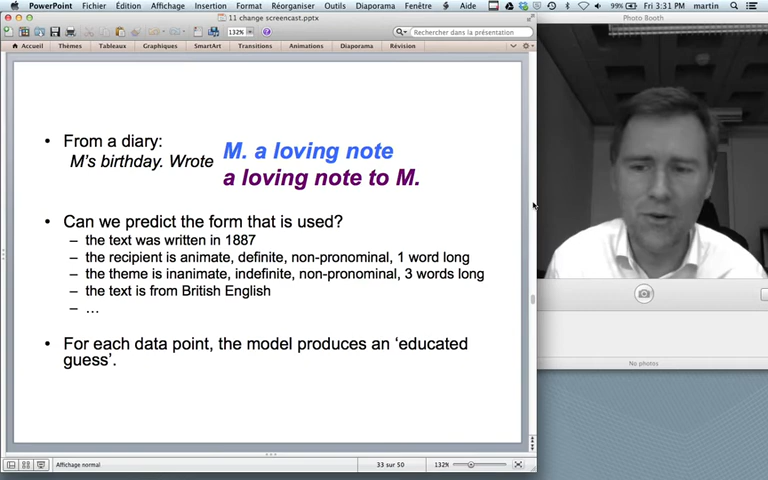 PowerPoint Fichier Édition Affichage Insertion Format Réorganiser Outils Diaporama Fenêtre Aide 99% Fri 3:31 PM martin
11 change screencast.pptx
Photo Booth
132% Rechercher dans la présentation
Accueil Thèmes Tableaux Graphiques SmartArt Transitions Animations Diaporama Révision
• From a diary:
M's birthday. Wrote
M. a loving note
a loving note to M.
• Can we predict the form that is used?
– the text was written in 1887
– the recipient is animate, definite, non-pronominal, 1 word long
– the theme is inanimate, indefinite, non-pronominal, 3 words long
– the text is from British English
– …
• For each data point, the model produces an ‘educated
guess’.
No photos
Affichage normal 33 sur 50 132%